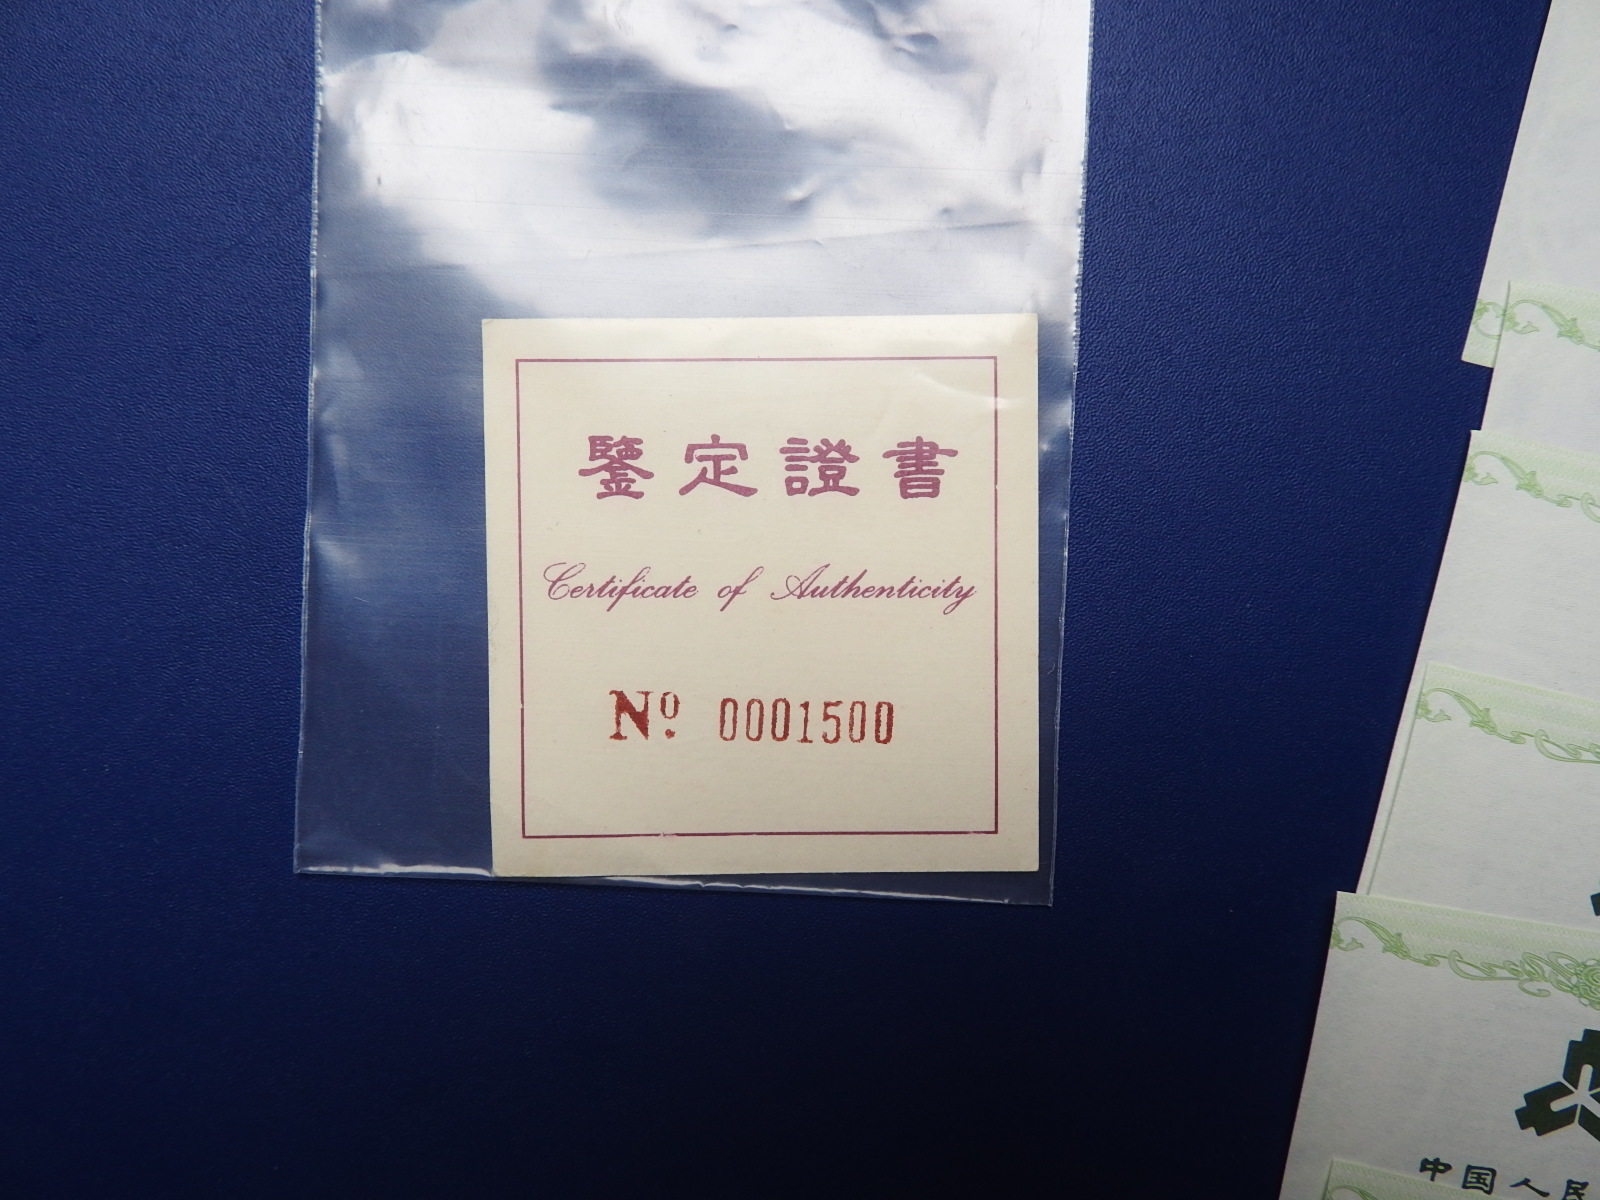 鑒定證書
Certificate of Authenticity
Nº 0001500
中国人民